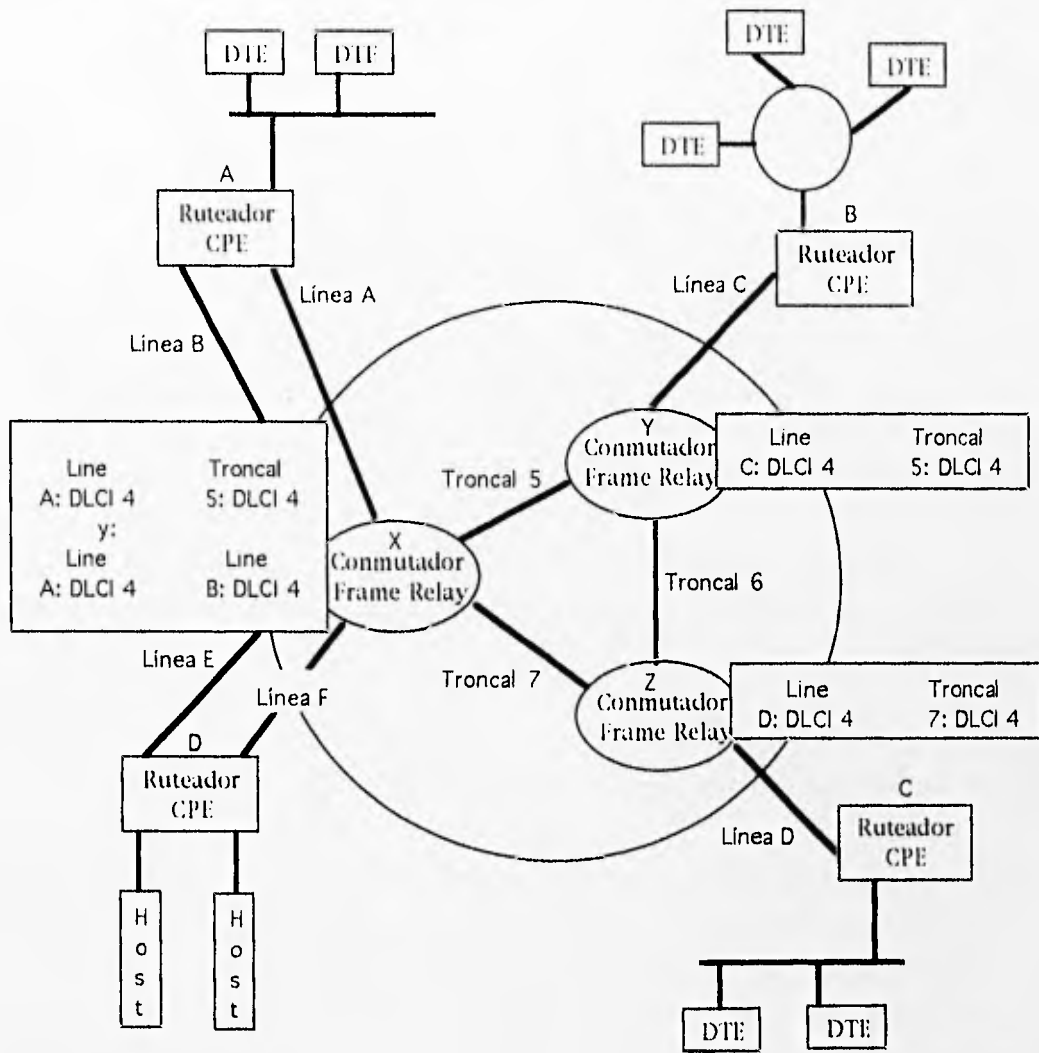 DTE
DTF
DTE
DTE
DTE
A
Ruteador
CPE
B
Ruteador
CPE
Línea A
Línea C
Línea B
Line Troncal
A: DLCI 4 5: DLCI 4
y:
Line Line
A: DLCI 4 B: DLCI 4
Y
Conmutador
Frame Relay
Line Troncal
C: DLCI 4 5: DLCI 4
Troncal 5
X
Conmutador
Frame Relay
Troncal 6
Línea E
Línea F
Troncal 7
Z
Conmutador
Frame Relay
Line Troncal
D: DLCI 4 7: DLCI 4
D
Ruteador
CPE
C
Ruteador
CPE
Línea D
Host
Host
DTE
DTE